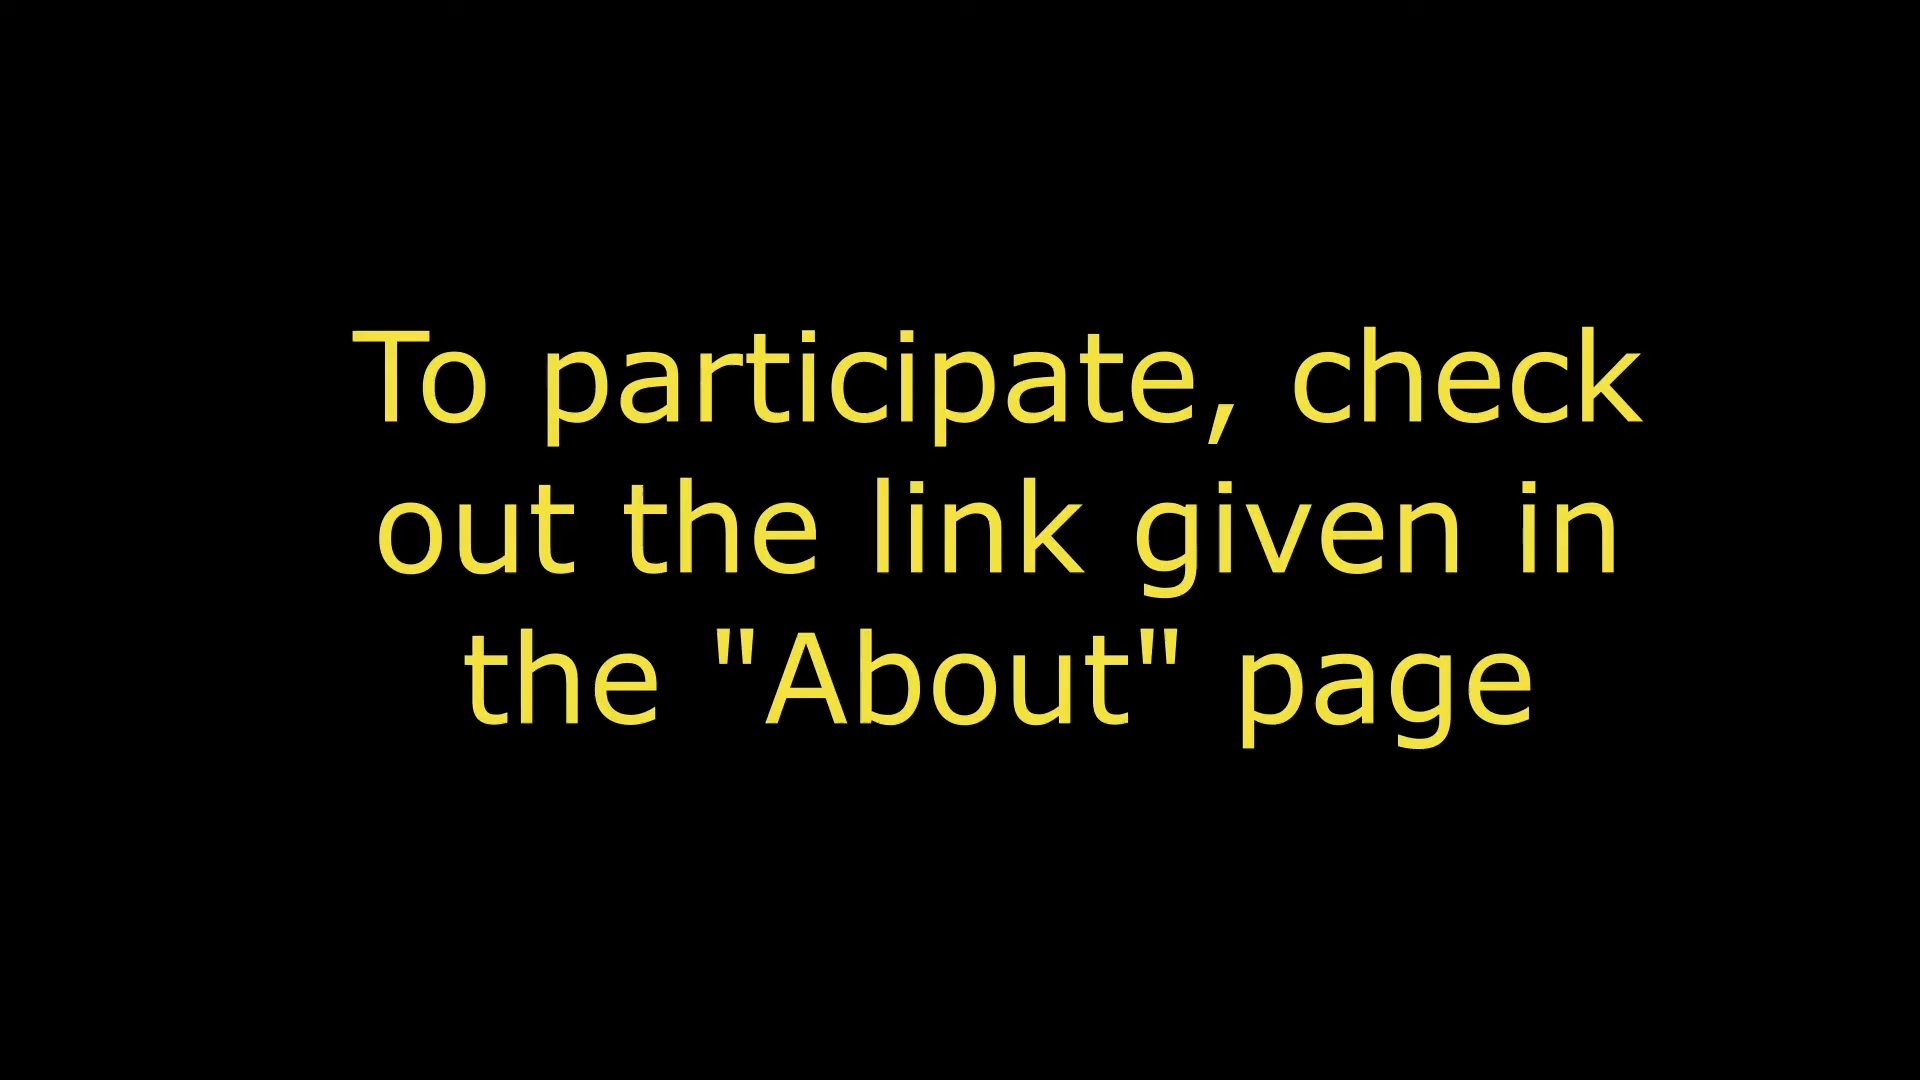 To participate, check
out the link given in
the "About" page